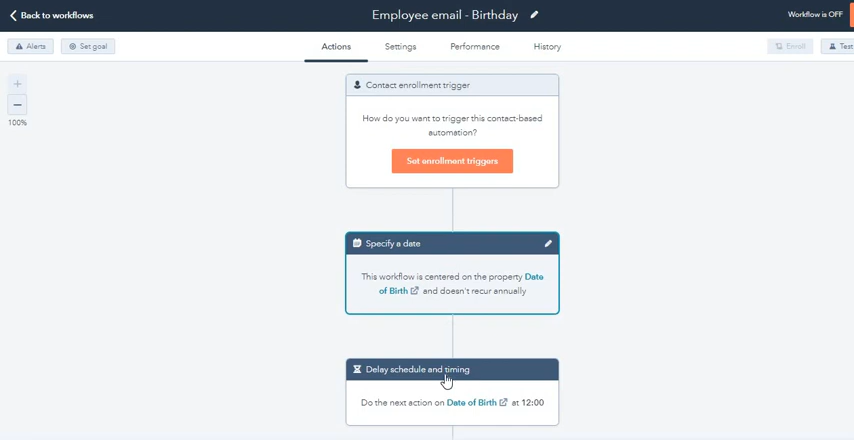 Back to workflows
Employee email - Birthday
Workflow is OFF
Alerts
Set goal
Actions
Settings
Performance
History
Enroll
Test
100%
Contact enrollment trigger
How do you want to trigger this contact-based
automation?
Set enrollment triggers
Specify a date
This workflow is centered on the property Date
of Birth and doesn't recur annually
Delay schedule and timing
Do the next action on Date of Birth at 12:00